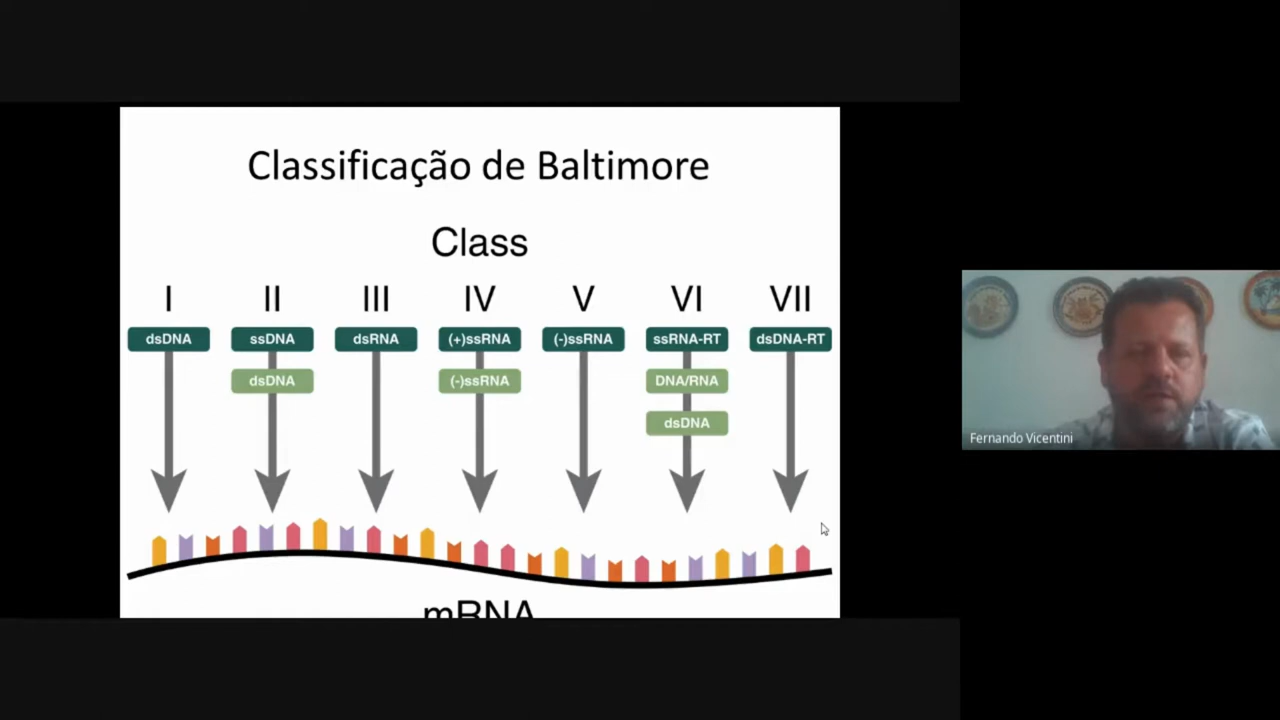 Classificação de Baltimore
Class
I II III IV V VI VII
dsDNA ssDNA dsRNA (+)ssRNA (-)ssRNA ssRNA-RT dsDNA-RT
dsDNA (-)ssRNA DNA/RNA
dsDNA
mRNA
Fernando Vicentini